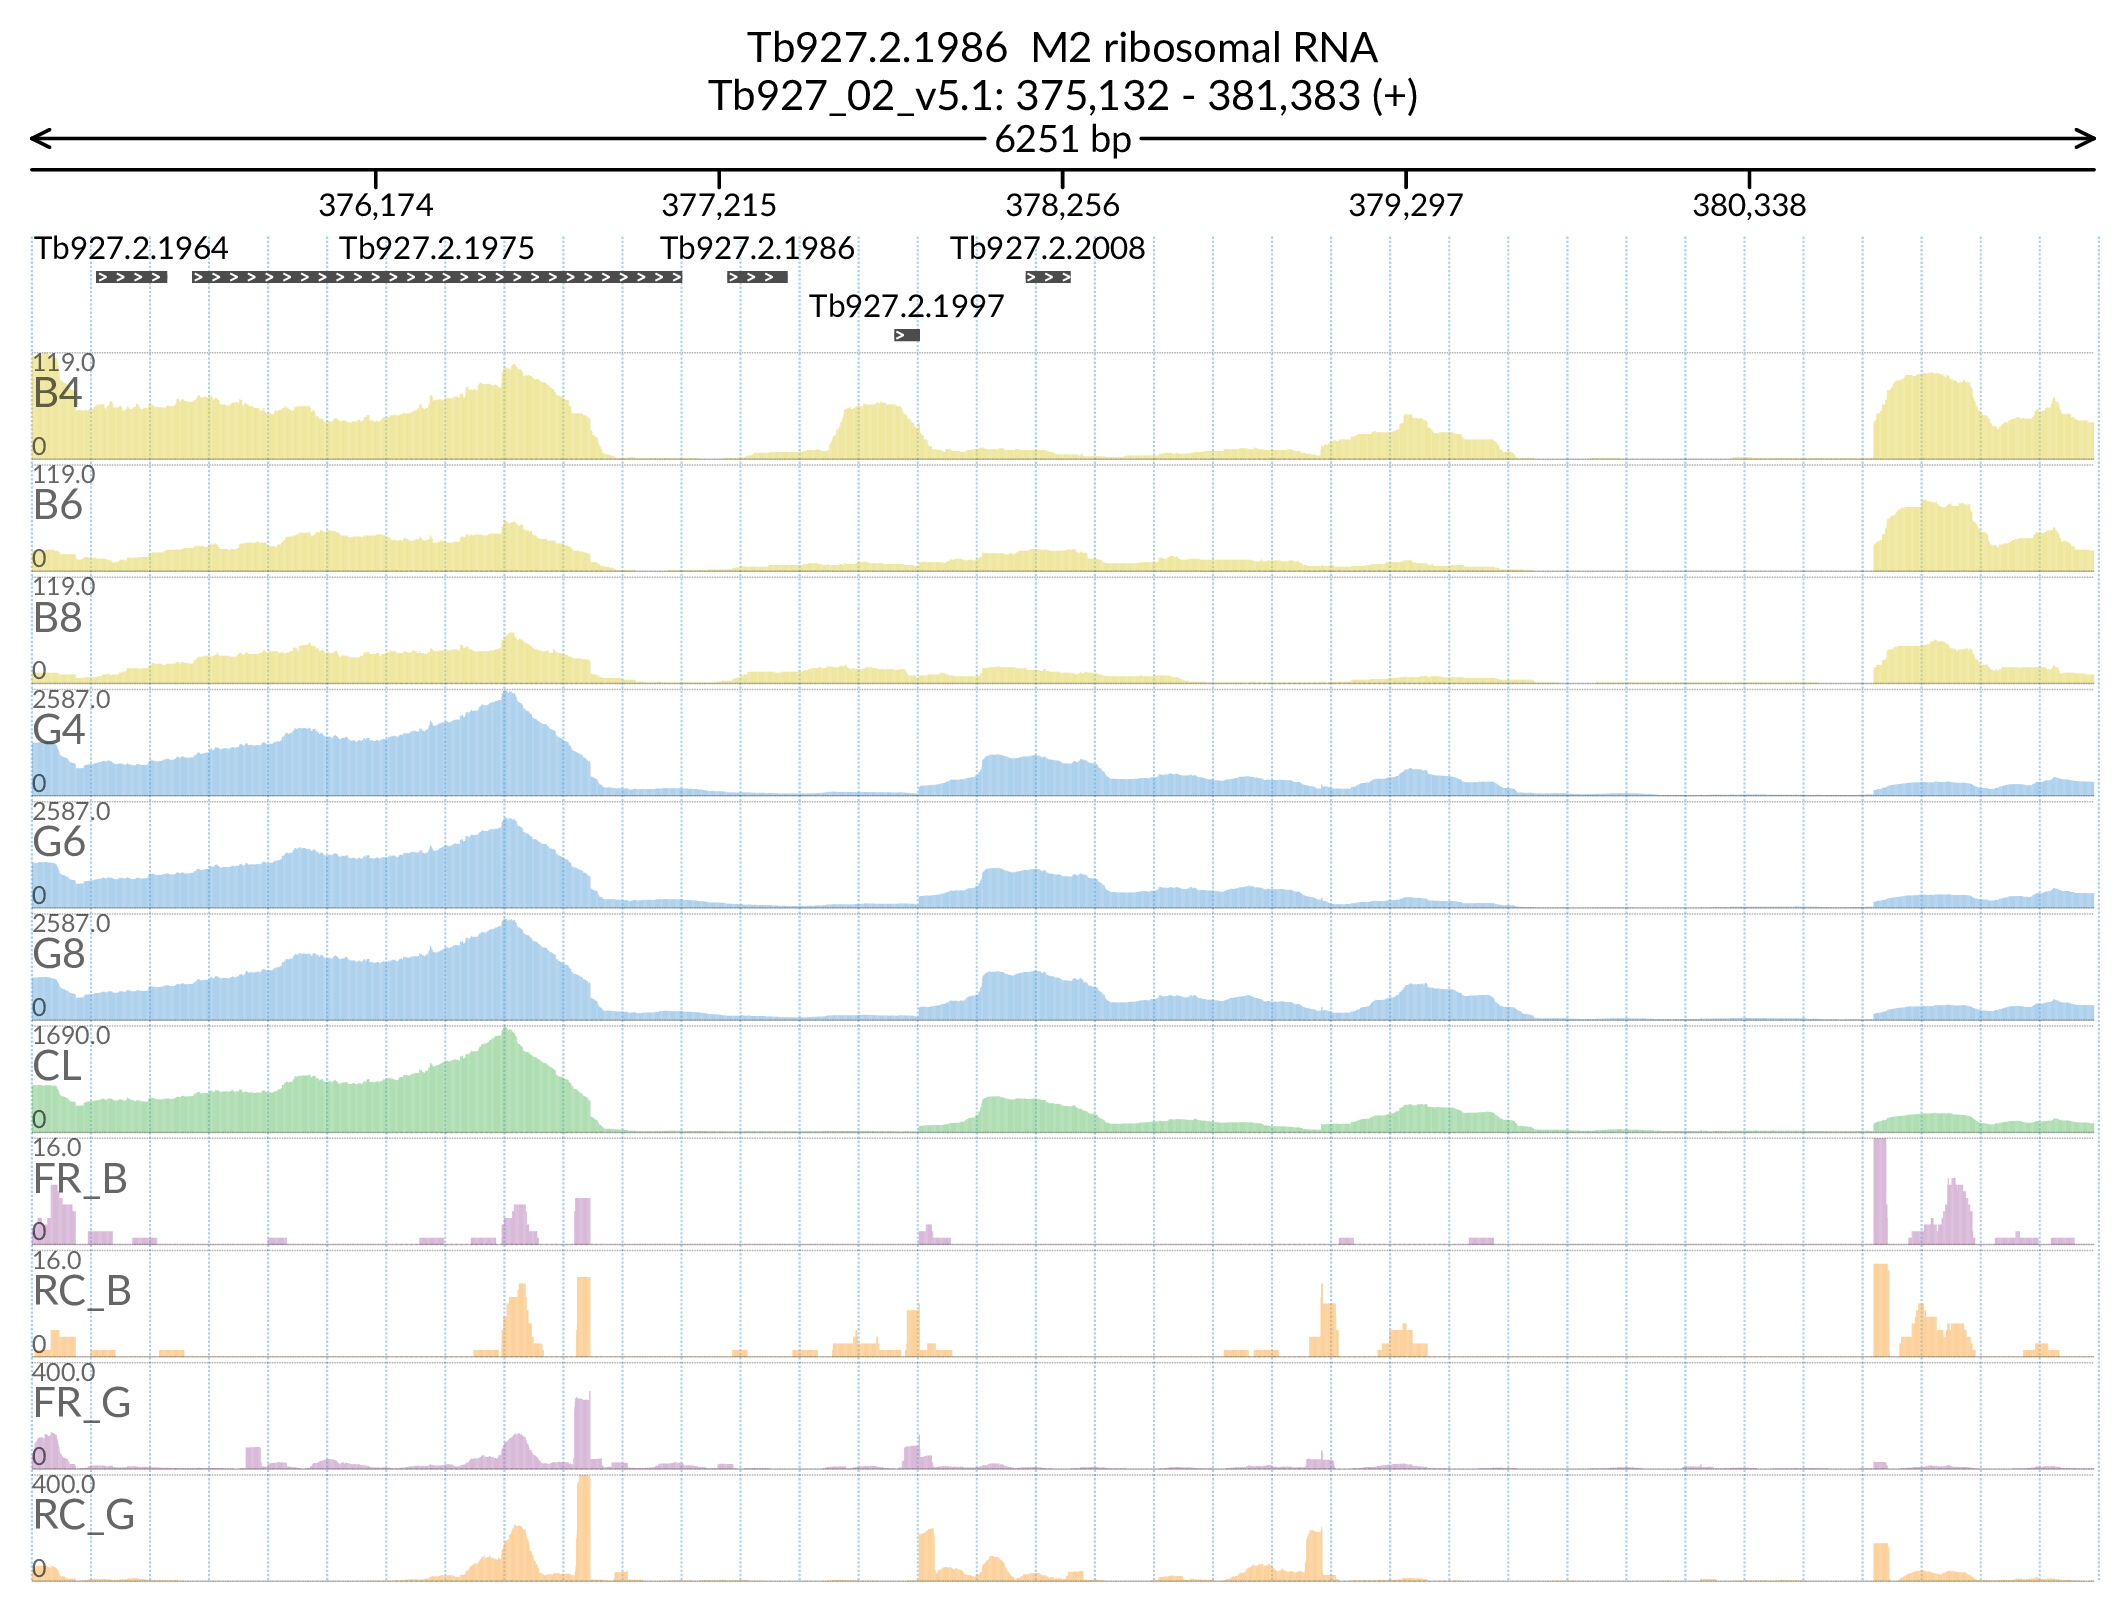 Tb927.2.1986 M2 ribosomal RNA
Tb927_02_v5.1: 375,132 - 381,383 (+)
6251 bp
376,174 377,215 378,256 379,297 380,338
Tb927.2.1964 Tb927.2.1975 Tb927.2.1986 Tb927.2.2008
Tb927.2.1997
119.0
B4
0
119.0
B6
0
119.0
B8
0
2587.0
G4
0
2587.0
G6
0
2587.0
G8
0
1690.0
CL
0
16.0
FR_B
0
16.0
RC_B
0
400.0
FR_G
0
400.0
RC_G
0